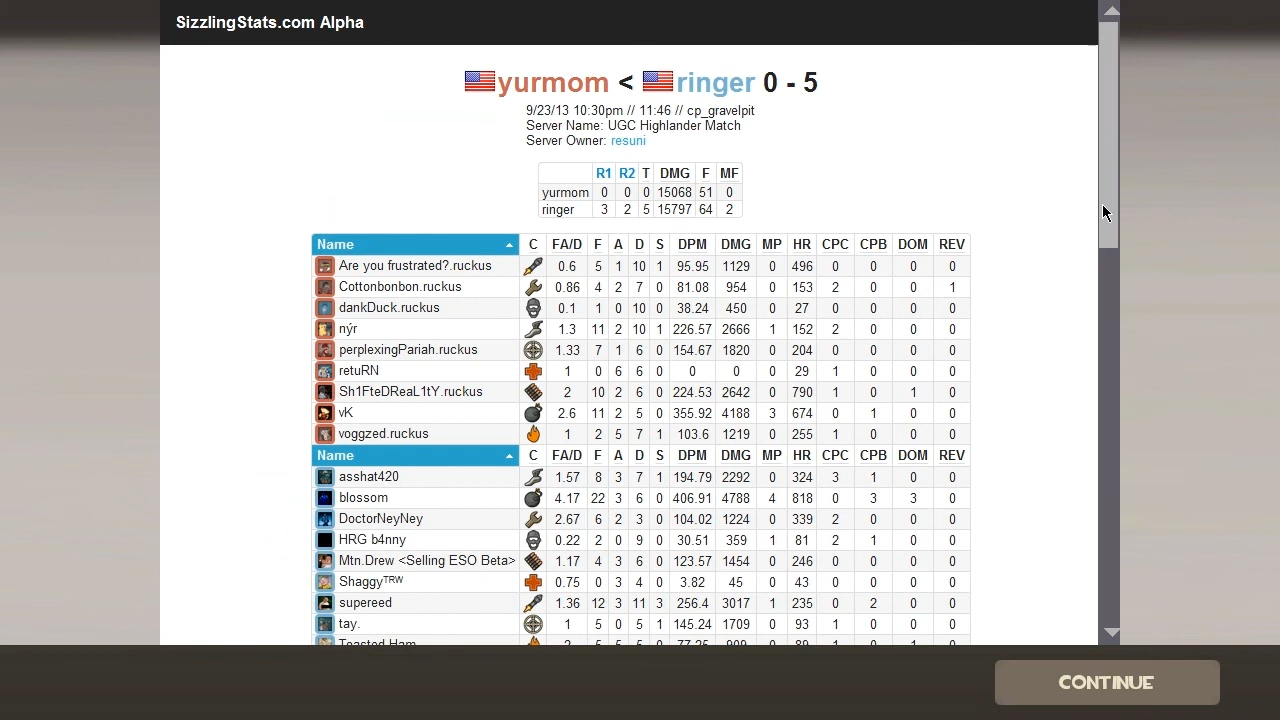 SizzlingStats.com Alpha
yurmom < ringer 0 - 5
9/23/13 10:30pm // 11:46 // cp_gravelpit
Server Name: UGC Highlander Match
Server Owner: resuni
R1 R2 T DMG F MF
yurmom 0 0 0 15068 51 0
ringer 3 2 5 15797 64 2
Name C FA/D F A D S DPM DMG MP HR CPC CPB DOM REV
Are you frustrated?.ruckus 0.6 5 1 10 1 95.95 1129 0 496 0 0 0 0
Cottonbonbon.ruckus 0.86 4 2 7 0 81.08 954 0 153 2 0 0 1
dankDuck.ruckus 0.1 1 0 10 0 38.24 450 0 27 0 0 0 0
nýr 1.3 11 2 10 1 226.57 2666 1 152 2 0 0 0
perplexingPariah.ruckus 1.33 7 1 6 0 154.67 1820 0 204 0 0 0 0
retuRN 1 0 6 6 0 0 0 0 29 1 0 0 0
Sh1FteDReaL1tY.ruckus 2 10 2 6 0 224.53 2642 0 790 1 0 1 0
vK 2.6 11 2 5 0 355.92 4188 3 674 0 1 0 0
voggzed.ruckus 1 2 5 7 1 103.6 1219 0 255 1 0 0 0
Name C FA/D F A D S DPM DMG MP HR CPC CPB DOM REV
asshat420 1.57 8 3 7 1 194.79 2292 0 324 3 1 0 0
blossom 4.17 22 3 6 0 406.91 4788 4 818 0 3 3 0
DoctorNeyNey 2.67 6 2 3 0 104.02 1224 0 339 2 0 0 0
HRG b4nny 0.22 2 0 9 0 30.51 359 1 81 2 1 0 0
Mtn.Drew <Selling ESO Beta> 1.17 4 3 6 0 123.57 1454 0 246 0 0 0 0
Shaggyᵀᴿᵂ 0.75 0 3 4 0 3.82 45 0 43 0 0 0 0
supereed 1.36 12 3 11 3 256.4 3017 1 235 0 2 0 0
tay. 1 5 0 5 1 145.24 1709 0 93 1 0 0 0
Toasted Ham
CONTINUE